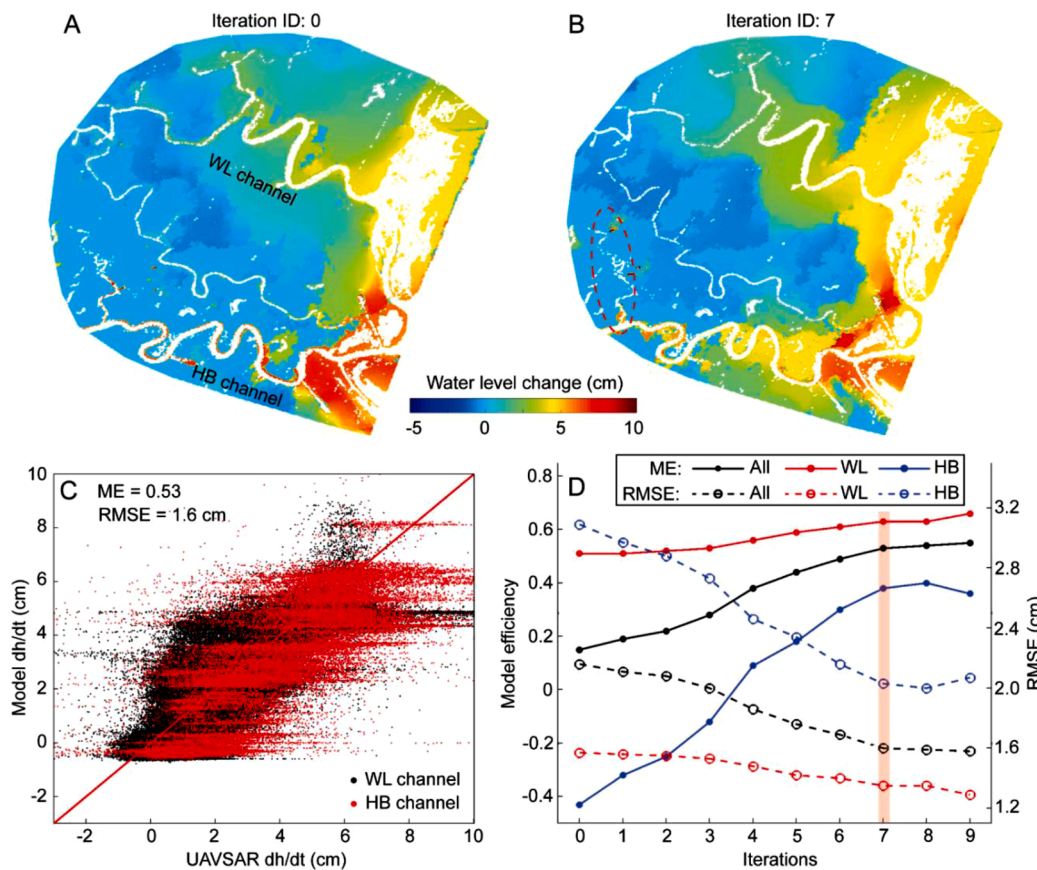 A
Iteration ID: 0
B
Iteration ID: 7
WL channel
HB channel
Water level change (cm)
-5 0 5 10
C
ME = 0.53
RMSE = 1.6 cm
10
8
6
4
2
0
-2
Model dh/dt (cm)
WL channel
HB channel
-2 0 2 4 6 8 10
UAVSAR dh/dt (cm)
D
ME: All WL HB
RMSE: All WL HB
0.8
0.6
0.4
0.2
0
-0.2
-0.4
Model efficiency
3.2
2.8
2.4
2.0
1.6
1.2
RMSE (cm)
0 1 2 3 4 5 6 7 8 9
Iterations